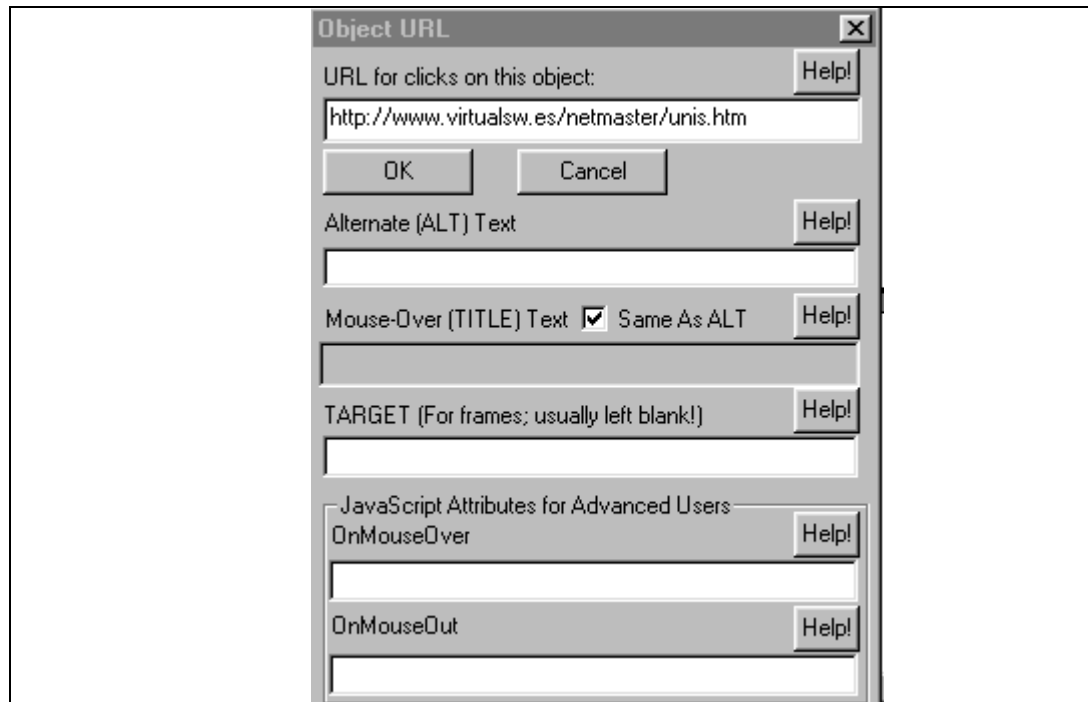 Object URL
URL for clicks on this object: Help!
http://www.virtualsw.es/netmaster/unis.htm
OK Cancel
Alternate (ALT) Text Help!
Mouse-Over (TITLE) Text Same As ALT Help!
TARGET (For frames; usually left blank!) Help!
JavaScript Attributes for Advanced Users
OnMouseOver Help!
OnMouseOut Help!